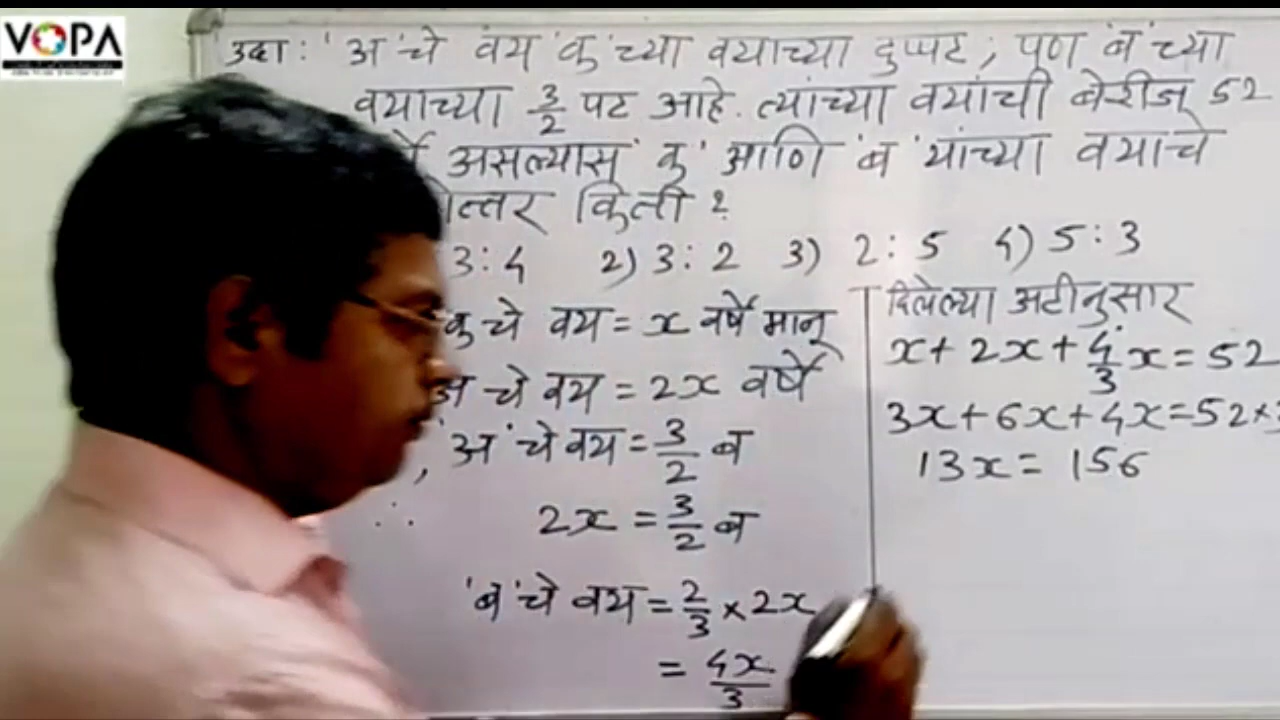 VOPA
उदा : 'अ' चे वय 'क' च्या वयाच्या दुप्पट, पण 'ब' च्या
वयाच्या 3/2 पट आहे. त्यांच्या वयांची बेरीज 52
असल्यास 'क' आणि 'ब' यांच्या वयाचे
किती ?
3:4 2) 3:2 3) 2:5 4) 5:3
क चे वय = x वर्षे मानू
अ चे वय = 2x वर्षे
, 'अ' चे वय = 3/2 ब
∴ 2x = 3/2 ब
'ब' चे वय = 2/3 × 2x
= 4x/3
दिलेल्या अटीनुसार
x + 2x + 4/3 x = 52
3x + 6x + 4x = 52 × 3
13x = 156